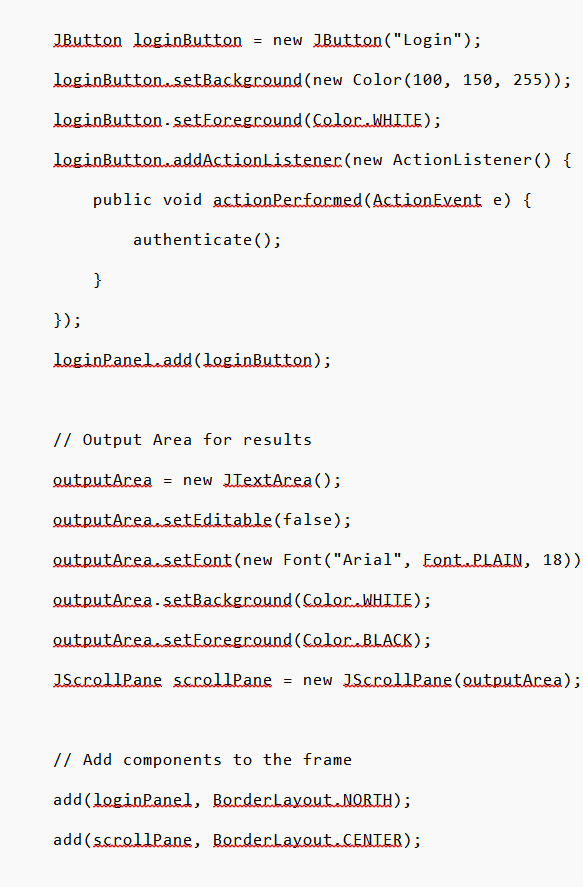 JButton loginButton = new JButton("Login");
loginButton.setBackground(new Color(100, 150, 255));
loginButton.setForeground(Color.WHITE);
loginButton.addActionListener(new ActionListener() {
    public void actionPerformed(ActionEvent e) {
        authenticate();
    }
});
loginPanel.add(loginButton);

// Output Area for results
outputArea = new JTextArea();
outputArea.setEditable(false);
outputArea.setFont(new Font("Arial", Font.PLAIN, 18))
outputArea.setBackground(Color.WHITE);
outputArea.setForeground(Color.BLACK);
JScrollPane scrollPane = new JScrollPane(outputArea);

// Add components to the frame
add(loginPanel, BorderLayout.NORTH);
add(scrollPane, BorderLayout.CENTER);